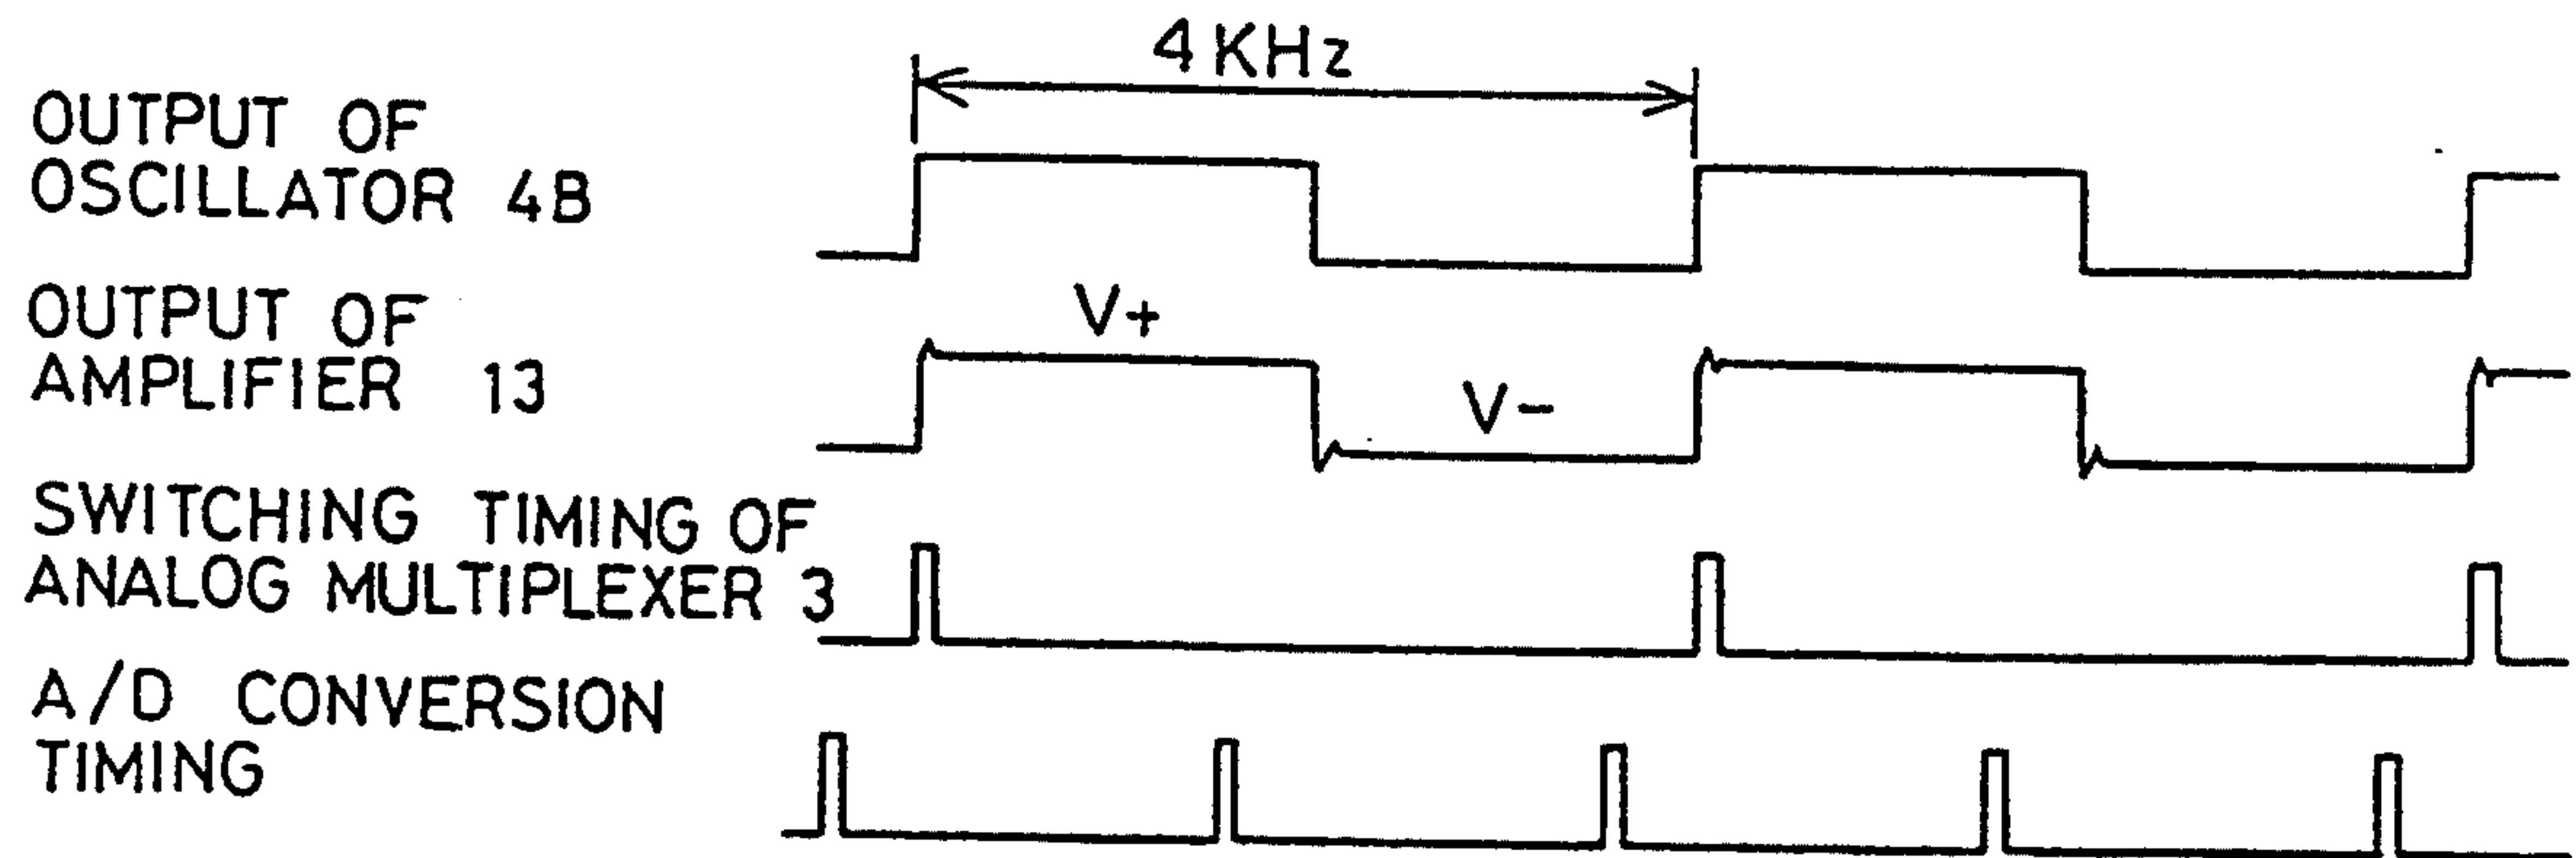 4KHz
OUTPUT OF
OSCILLATOR 4B
OUTPUT OF
AMPLIFIER 13
V+
V-
SWITCHING TIMING OF
ANALOG MULTIPLEXER 3
A/D CONVERSION
TIMING